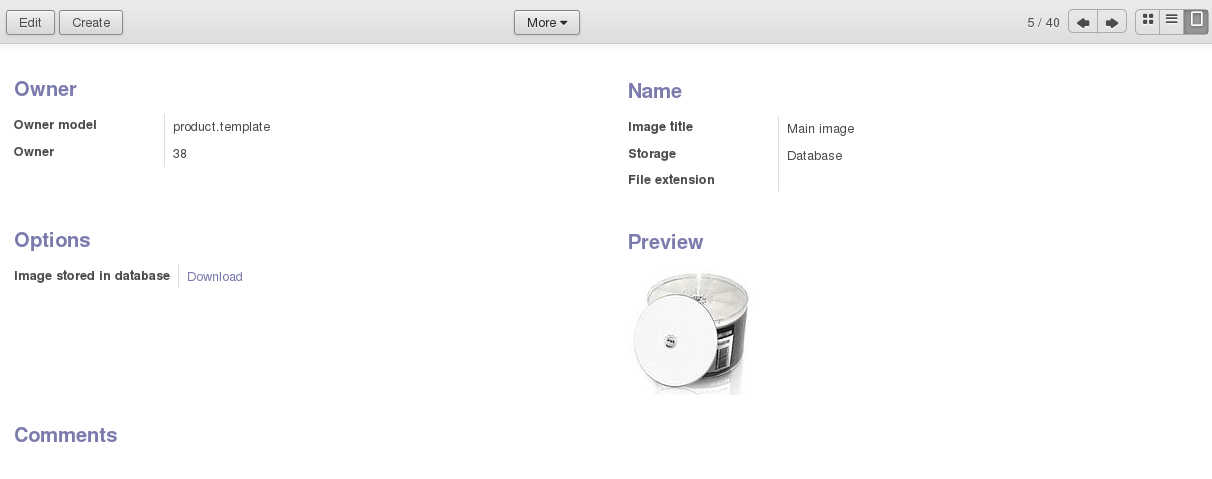 Edit Create More 5 / 40
Owner
Owner model product.template
Owner 38
Name
Image title Main image
Storage Database
File extension
Options
Image stored in database Download
Preview
Comments